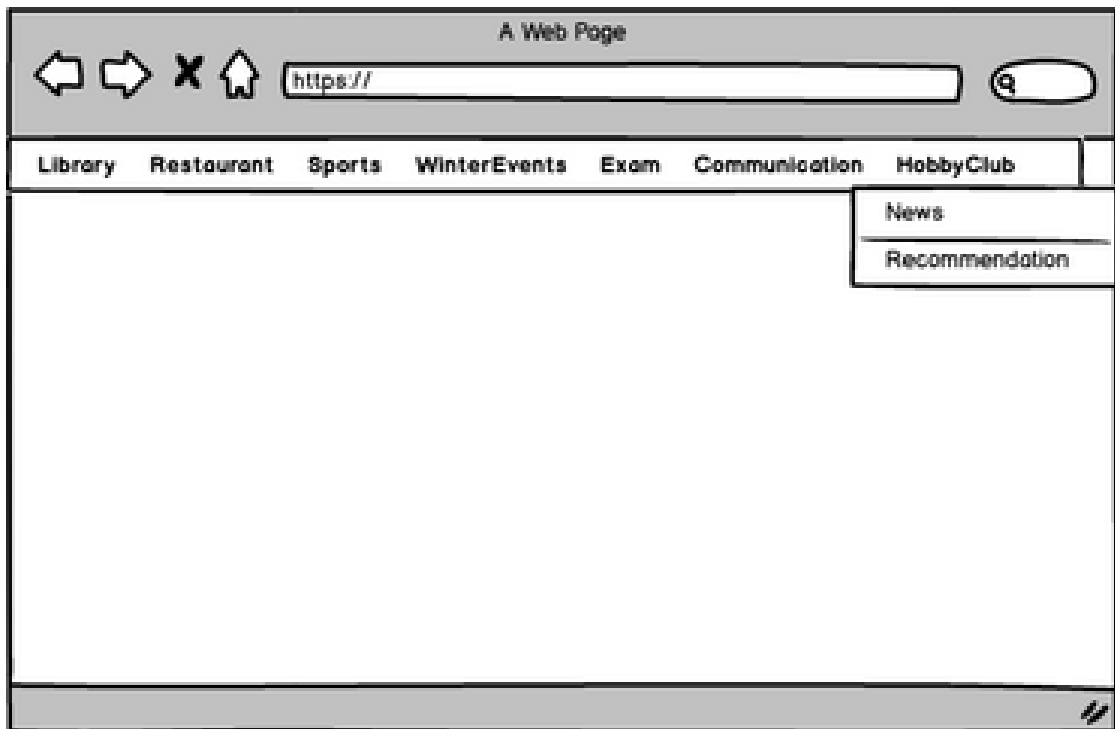 A Web Page
https://
Library Restaurant Sports WinterEvents Exam Communication HobbyClub
News
Recommendation